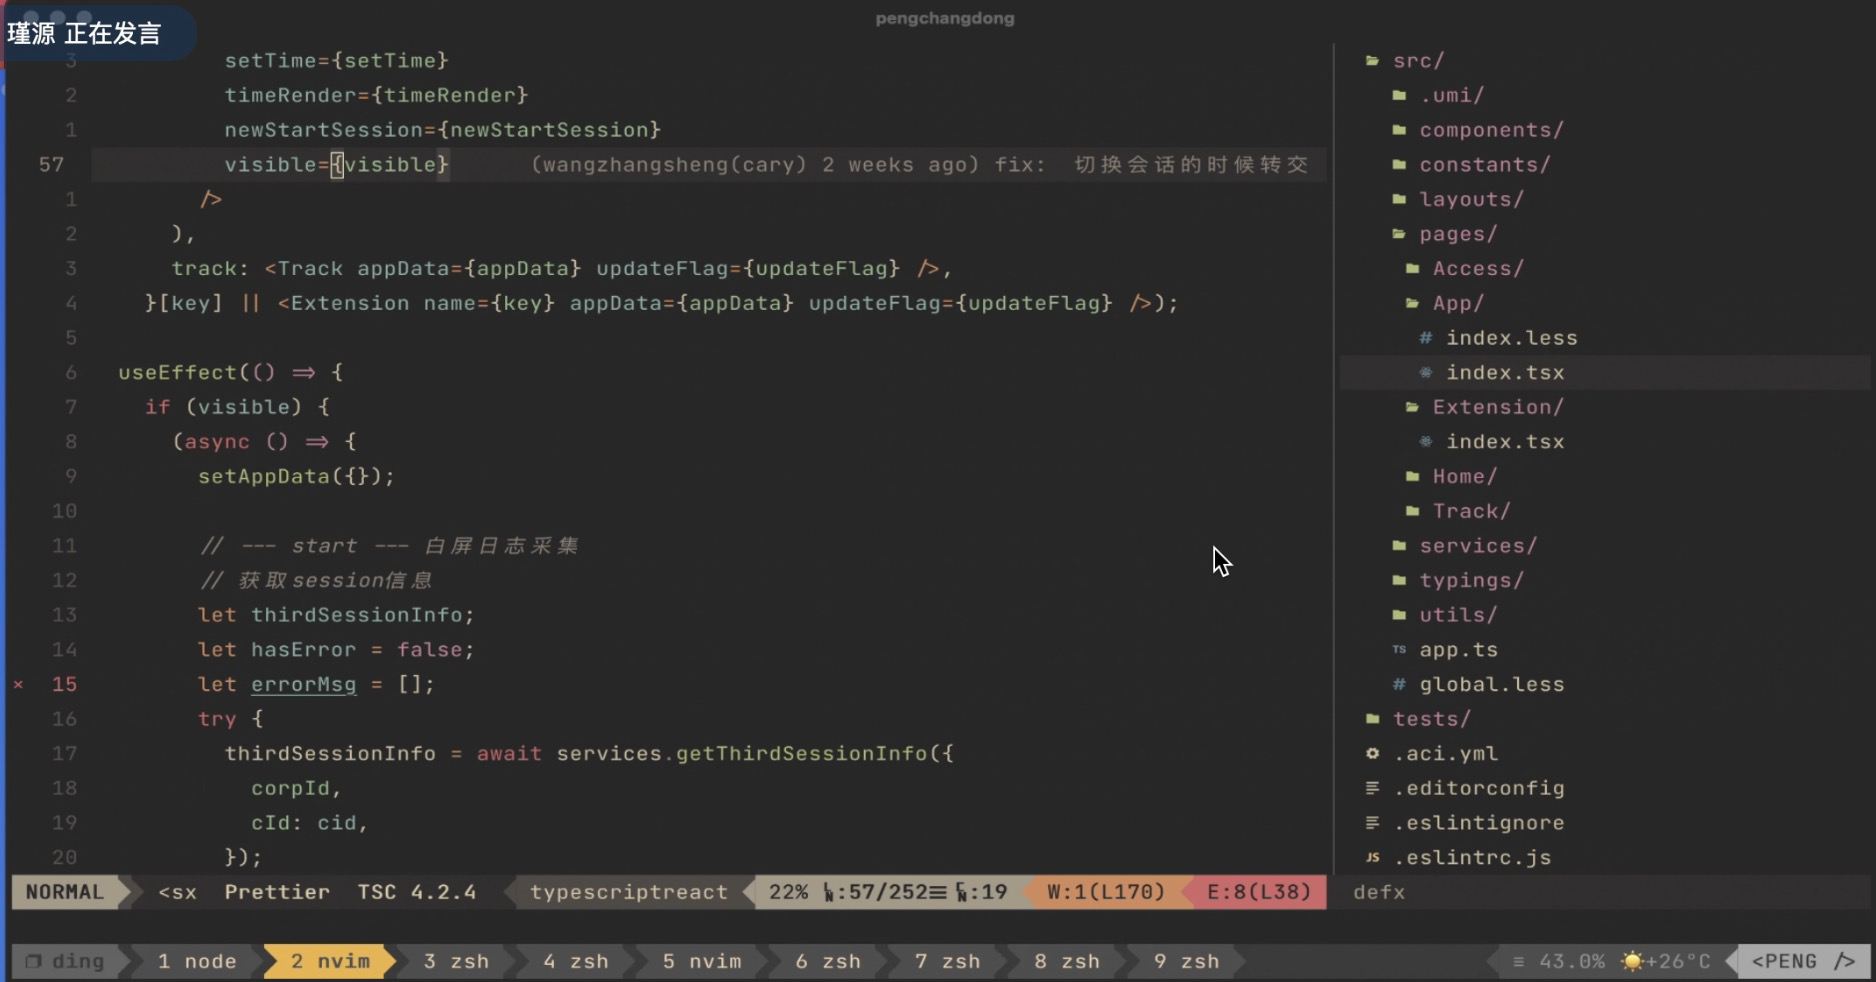 瑾源 正在发言
pengchangdong
3 setTime={setTime}
2 timeRender={timeRender}
1 newStartSession={newStartSession}
57 visible={visible} (wangzhangsheng(cary) 2 weeks ago) fix: 切换会话的时候转交
1 />
2 ),
3 track: <Track appData={appData} updateFlag={updateFlag} />,
4 }[key] || <Extension name={key} appData={appData} updateFlag={updateFlag} />);
5
6 useEffect(() => {
7 if (visible) {
8 (async () => {
9 setAppData({});
10
11 // --- start --- 白屏日志采集
12 // 获取session信息
13 let thirdSessionInfo;
14 let hasError = false;
× 15 let errorMsg = [];
16 try {
17 thirdSessionInfo = await services.getThirdSessionInfo({
18 corpId,
19 cId: cid,
20 });
NORMAL <sx Prettier TSC 4.2.4 typescriptreact 22% LN:57/252≡ CN:19 W:1(L170) E:8(L38)
src/
.umi/
components/
constants/
layouts/
pages/
Access/
App/
# index.less
index.tsx
Extension/
index.tsx
Home/
Track/
services/
typings/
utils/
TS app.ts
# global.less
tests/
.aci.yml
.editorconfig
.eslintignore
JS .eslintrc.js
defx
ding 1 node 2 nvim 3 zsh 4 zsh 5 nvim 6 zsh 7 zsh 8 zsh 9 zsh ≡ 43.0% ☀️+26°C <PENG />